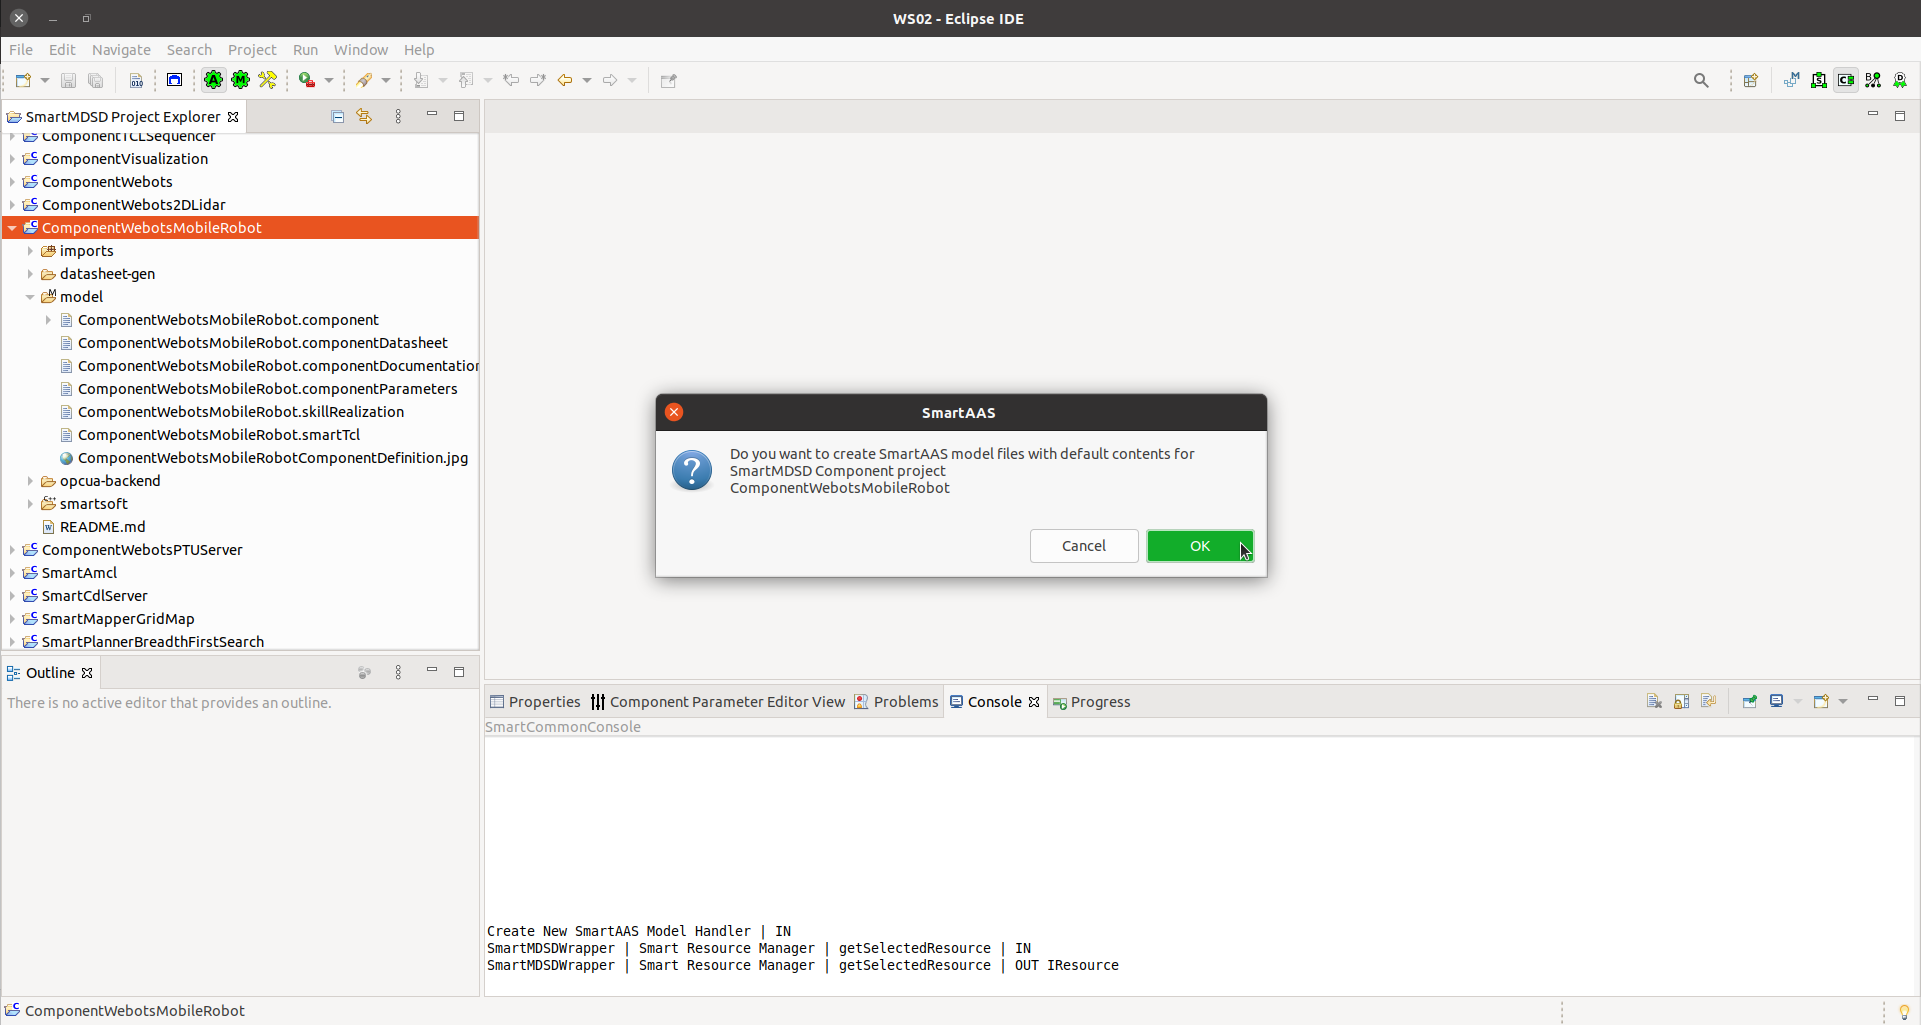 WS02 - Eclipse IDE
File Edit Navigate Search Project Run Window Help
SmartMDSD Project Explorer
ComponentTCLSequencer
ComponentVisualization
ComponentWebots
ComponentWebots2DLidar
ComponentWebotsMobileRobot
imports
datasheet-gen
model
ComponentWebotsMobileRobot.component
ComponentWebotsMobileRobot.componentDatasheet
ComponentWebotsMobileRobot.componentDocumentation
ComponentWebotsMobileRobot.componentParameters
ComponentWebotsMobileRobot.skillRealization
ComponentWebotsMobileRobot.smartTcl
ComponentWebotsMobileRobotComponentDefinition.jpg
opcua-backend
smartsoft
README.md
ComponentWebotsPTUServer
SmartAmcl
SmartCdlServer
SmartMapperGridMap
SmartPlannerBreadthFirstSearch
SmartAAS
Do you want to create SmartAAS model files with default contents for
SmartMDSD Component project
ComponentWebotsMobileRobot
Cancel OK
Outline
There is no active editor that provides an outline.
Properties Component Parameter Editor View Problems Console Progress
SmartCommonConsole
Create New SmartAAS Model Handler | IN
SmartMDSDWrapper | Smart Resource Manager | getSelectedResource | IN
SmartMDSDWrapper | Smart Resource Manager | getSelectedResource | OUT IResource
ComponentWebotsMobileRobot